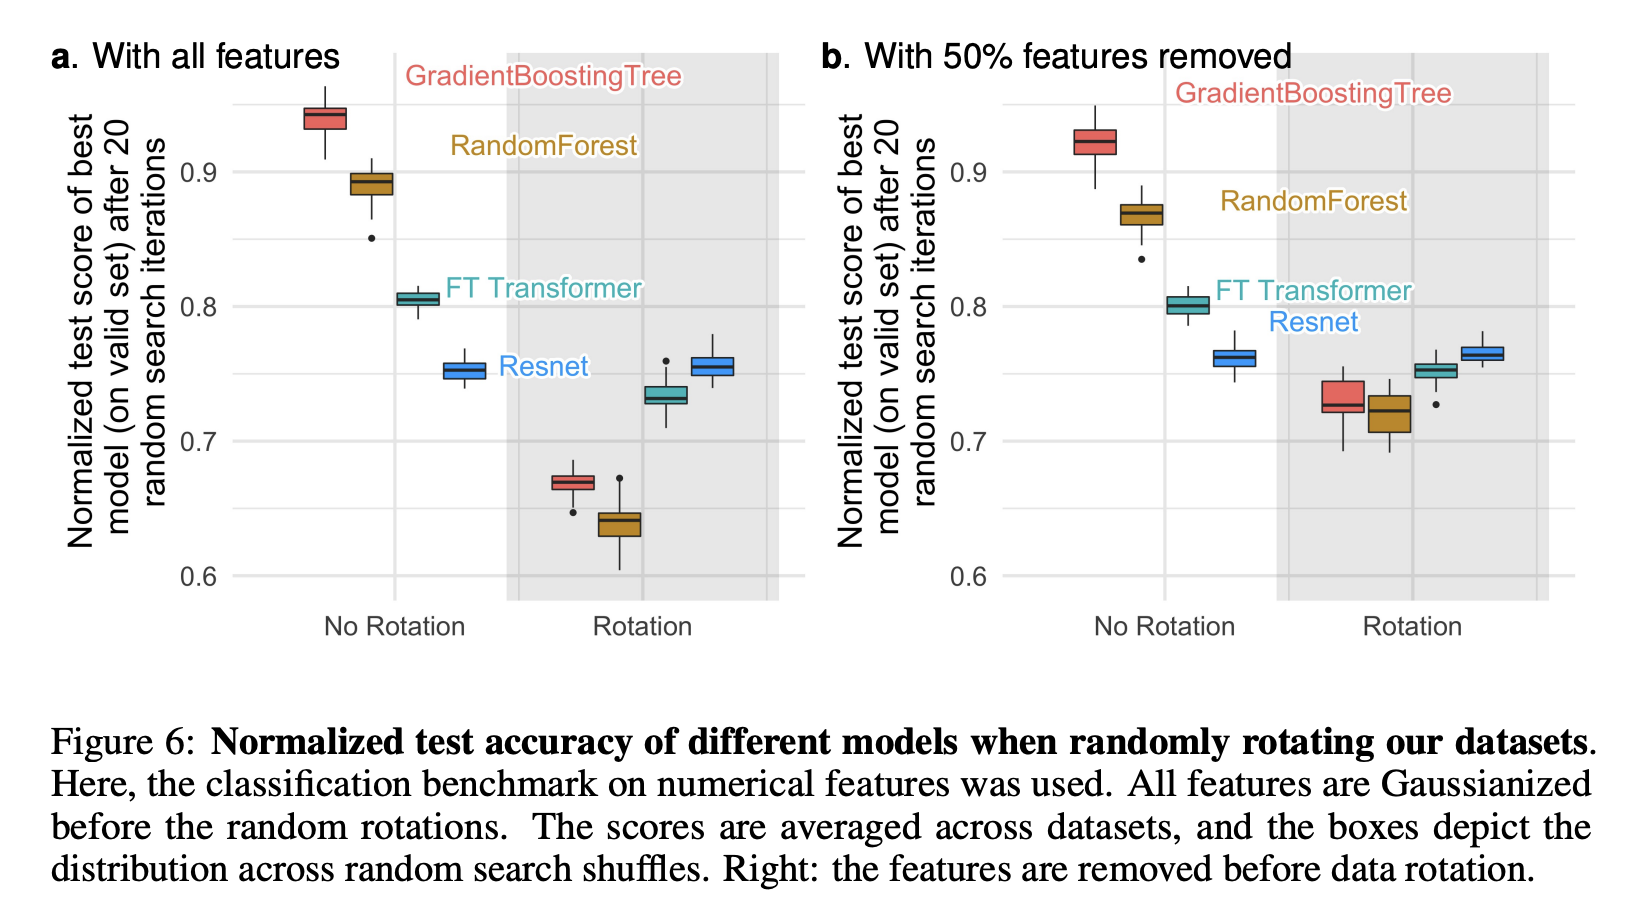 a. With all features
Normalized test score of best
model (on valid set) after 20
random search iterations
0.9
0.8
0.7
0.6
GradientBoostingTree
RandomForest
FT Transformer
Resnet
No Rotation
Rotation
b. With 50% features removed
Normalized test score of best
model (on valid set) after 20
random search iterations
0.9
0.8
0.7
0.6
GradientBoostingTree
RandomForest
FT Transformer
Resnet
No Rotation
Rotation
Figure 6: Normalized test accuracy of different models when randomly rotating our datasets.
Here, the classification benchmark on numerical features was used. All features are Gaussianized
before the random rotations. The scores are averaged across datasets, and the boxes depict the
distribution across random search shuffles. Right: the features are removed before data rotation.